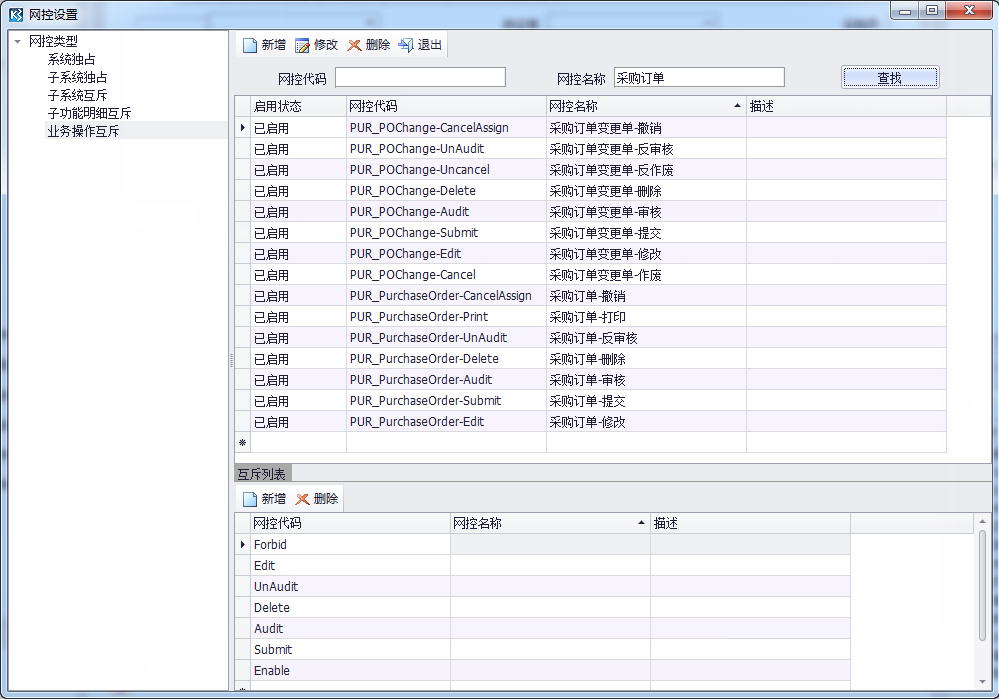 网控设置
网控类型
系统独占
子系统独占
子系统互斥
子功能明细互斥
业务操作互斥
新增 修改 删除 退出
网控代码 网控名称 采购订单 查找
启用状态 网控代码 网控名称 描述
已启用 PUR_POChange-CancelAssign 采购订单变更单-撤销
已启用 PUR_POChange-UnAudit 采购订单变更单-反审核
已启用 PUR_POChange-Uncancel 采购订单变更单-反作废
已启用 PUR_POChange-Delete 采购订单变更单-删除
已启用 PUR_POChange-Audit 采购订单变更单-审核
已启用 PUR_POChange-Submit 采购订单变更单-提交
已启用 PUR_POChange-Edit 采购订单变更单-修改
已启用 PUR_POChange-Cancel 采购订单变更单-作废
已启用 PUR_PurchaseOrder-CancelAssign 采购订单-撤销
已启用 PUR_PurchaseOrder-Print 采购订单-打印
已启用 PUR_PurchaseOrder-UnAudit 采购订单-反审核
已启用 PUR_PurchaseOrder-Delete 采购订单-删除
已启用 PUR_PurchaseOrder-Audit 采购订单-审核
已启用 PUR_PurchaseOrder-Submit 采购订单-提交
已启用 PUR_PurchaseOrder-Edit 采购订单-修改
互斥列表
新增 删除
网控代码 网控名称 描述
Forbid
Edit
UnAudit
Delete
Audit
Submit
Enable